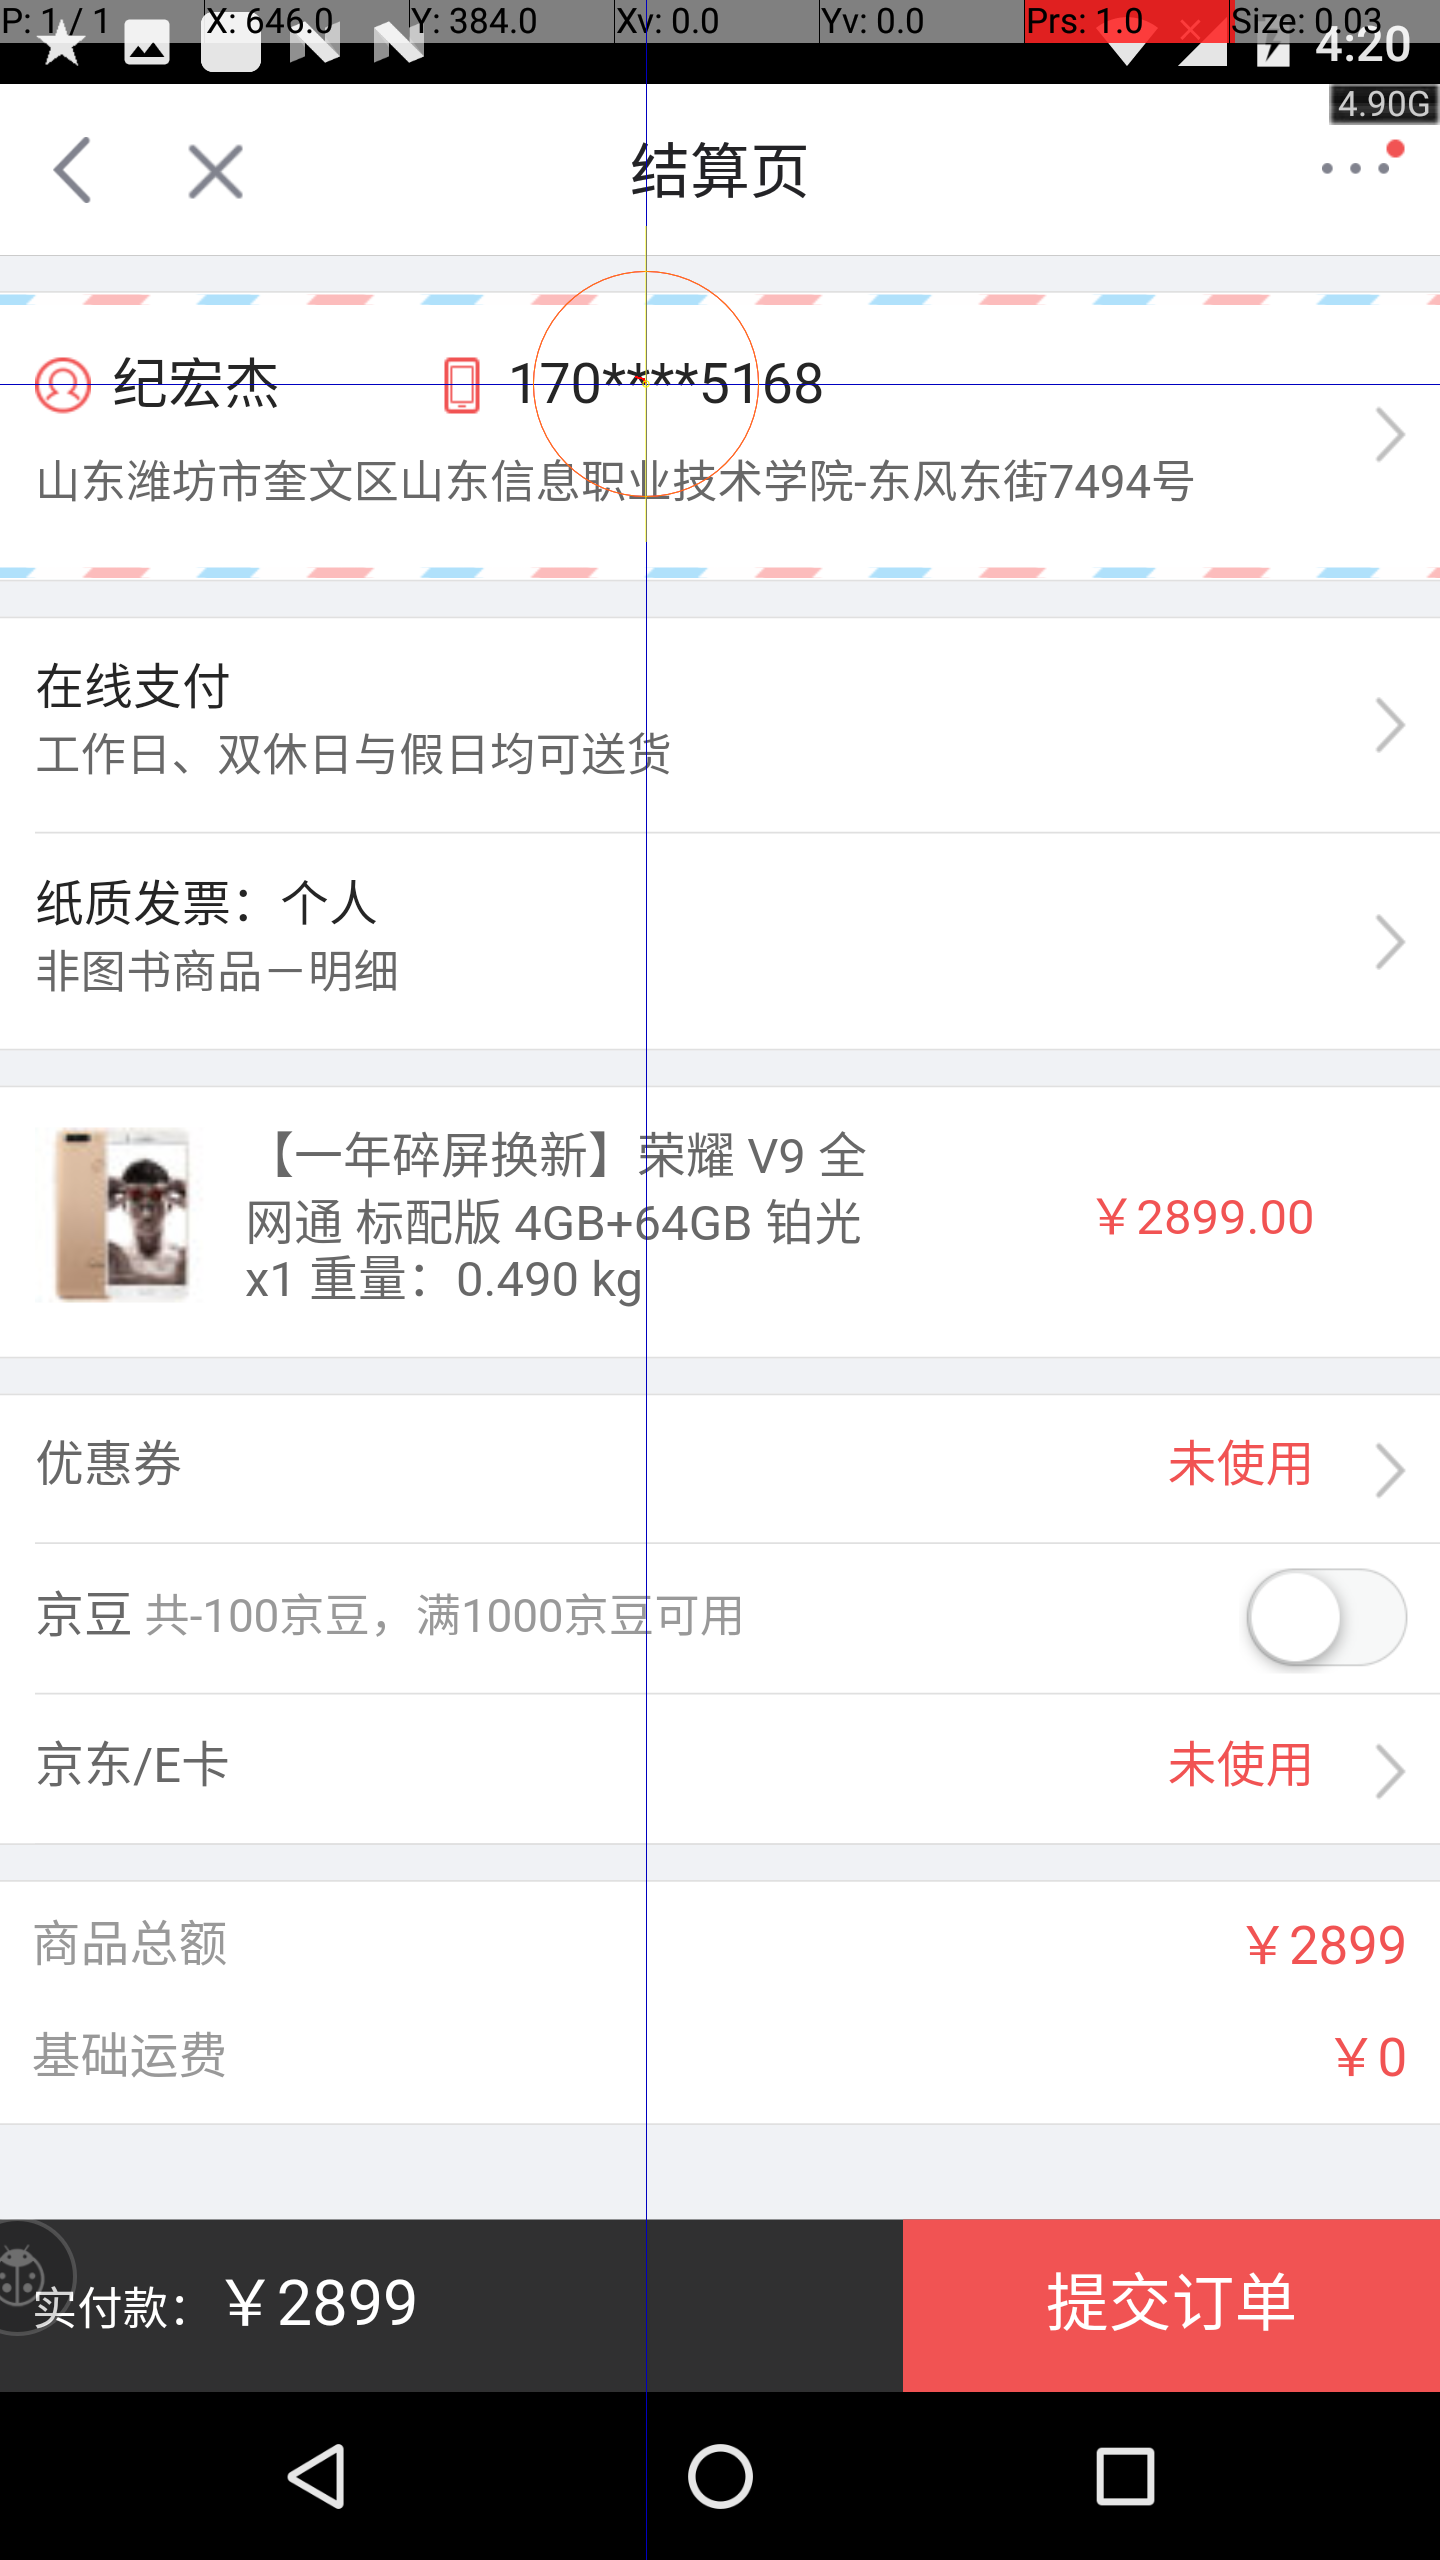 P: 1 / 1 X: 646.0 Y: 384.0 Xv: 0.0 Yv: 0.0 Prs: 1.0 Size: 0.03
4:20
4.90G
结算页
纪宏杰 170****5168
山东潍坊市奎文区山东信息职业技术学院-东风东街7494号
在线支付
工作日、双休日与假日均可送货
纸质发票：个人
非图书商品－明细
【一年碎屏换新】荣耀 V9 全
网通 标配版 4GB+64GB 铂光
x1 重量：0.490 kg
￥2899.00
优惠券 未使用
京豆 共-100京豆，满1000京豆可用
京东/E卡 未使用
商品总额 ￥2899
基础运费 ￥0
实付款：￥2899 提交订单